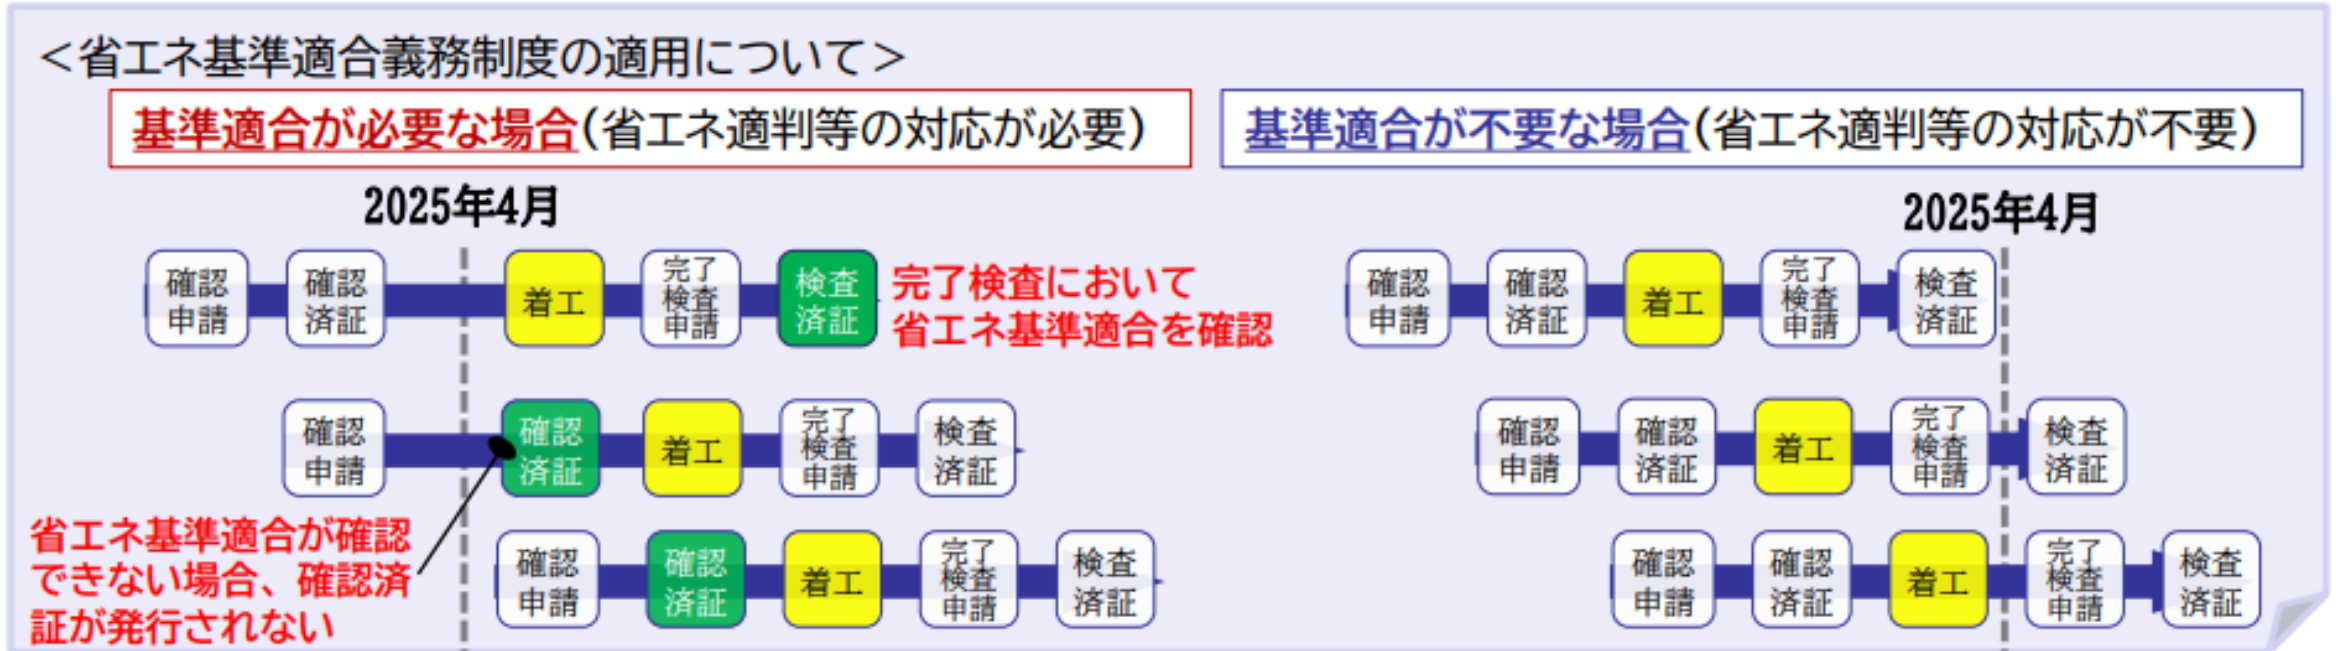 ＜省エネ基準適合義務制度の適用について＞
基準適合が必要な場合(省エネ適判等の対応が必要)
基準適合が不要な場合(省エネ適判等の対応が不要)
2025年4月
2025年4月
確認
申請
確認
済証
着工
完了
検査
申請
検査
済証
完了検査において
省エネ基準適合を確認
確認
申請
確認
済証
着工
完了
検査
申請
検査
済証
省エネ基準適合が確認
できない場合、確認済
証が発行されない
確認
申請
確認
済証
着工
完了
検査
申請
検査
済証
確認
申請
確認
済証
着工
完了
検査
申請
検査
済証
確認
申請
確認
済証
着工
完了
検査
申請
検査
済証
確認
申請
確認
済証
着工
完了
検査
申請
検査
済証